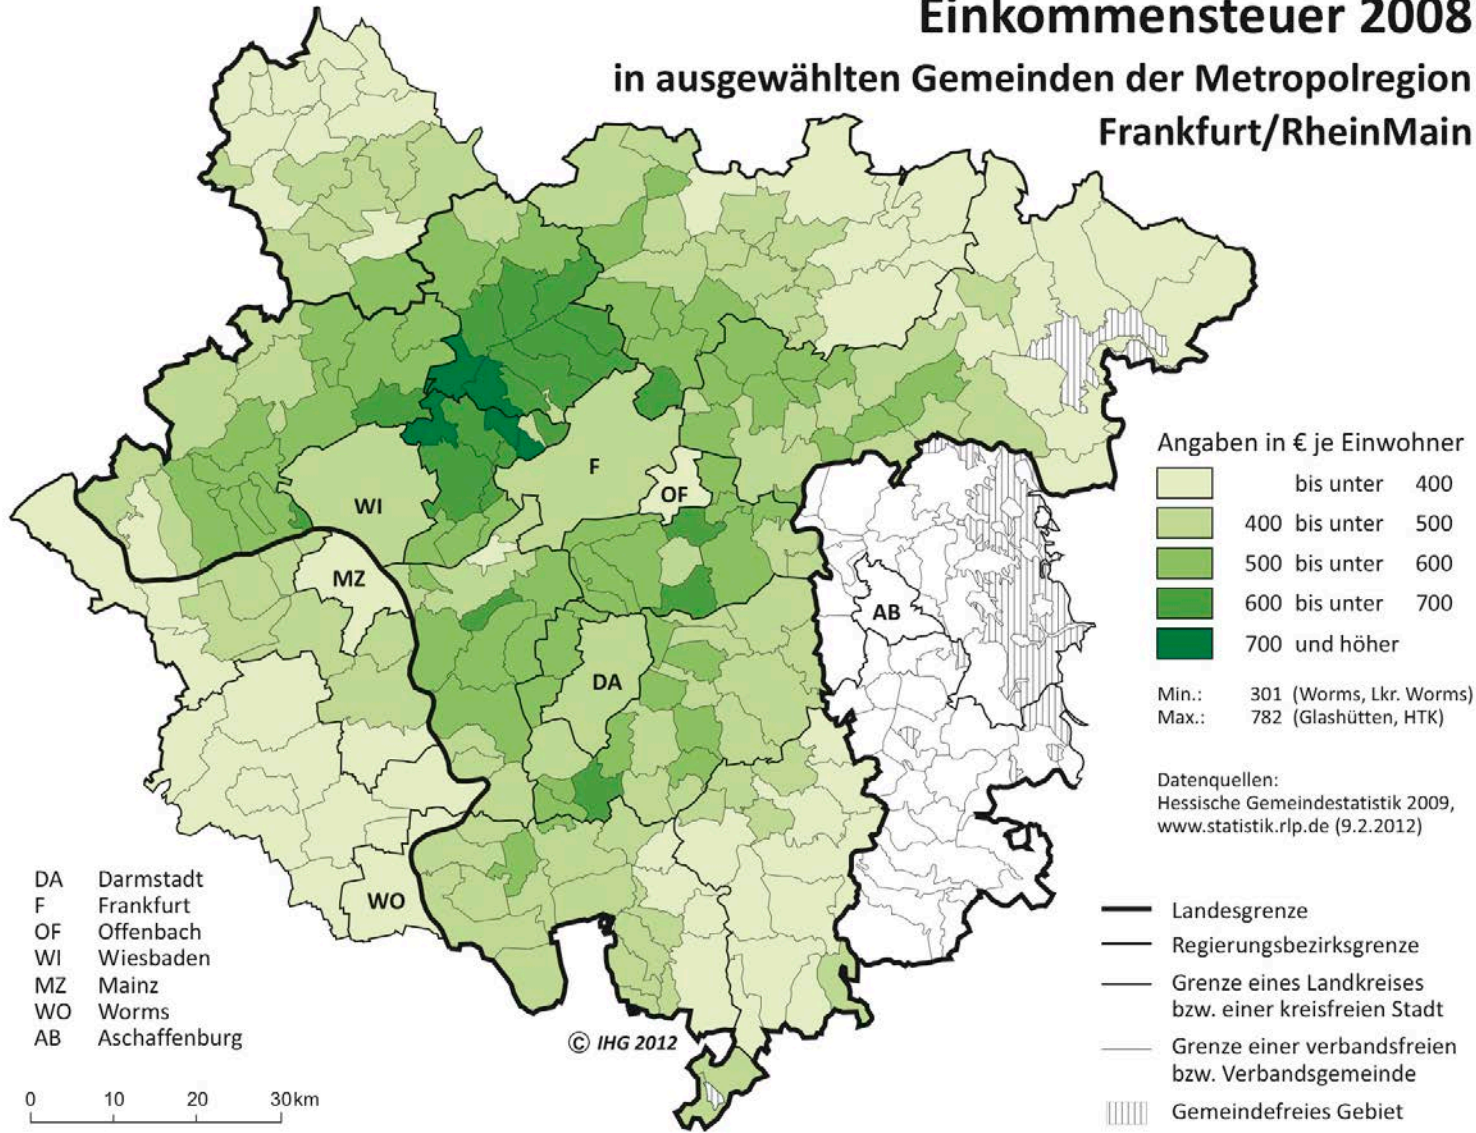 Einkommensteuer 2008
in ausgewählten Gemeinden der Metropolregion
Frankfurt/RheinMain
F
OF
WI
MZ
AB
DA
WO
Angaben in € je Einwohner
bis unter 400
400 bis unter 500
500 bis unter 600
600 bis unter 700
700 und höher
Min.: 301 (Worms, Lkr. Worms)
Max.: 782 (Glashütten, HTK)
Datenquellen:
Hessische Gemeindestatistik 2009,
www.statistik.rlp.de (9.2.2012)
DA Darmstadt
F Frankfurt
OF Offenbach
WI Wiesbaden
MZ Mainz
WO Worms
AB Aschaffenburg
0 10 20 30km
© IHG 2012
Landesgrenze
Regierungsbezirksgrenze
Grenze eines Landkreises
bzw. einer kreisfreien Stadt
Grenze einer verbandsfreien
bzw. Verbandsgemeinde
Gemeindefreies Gebiet